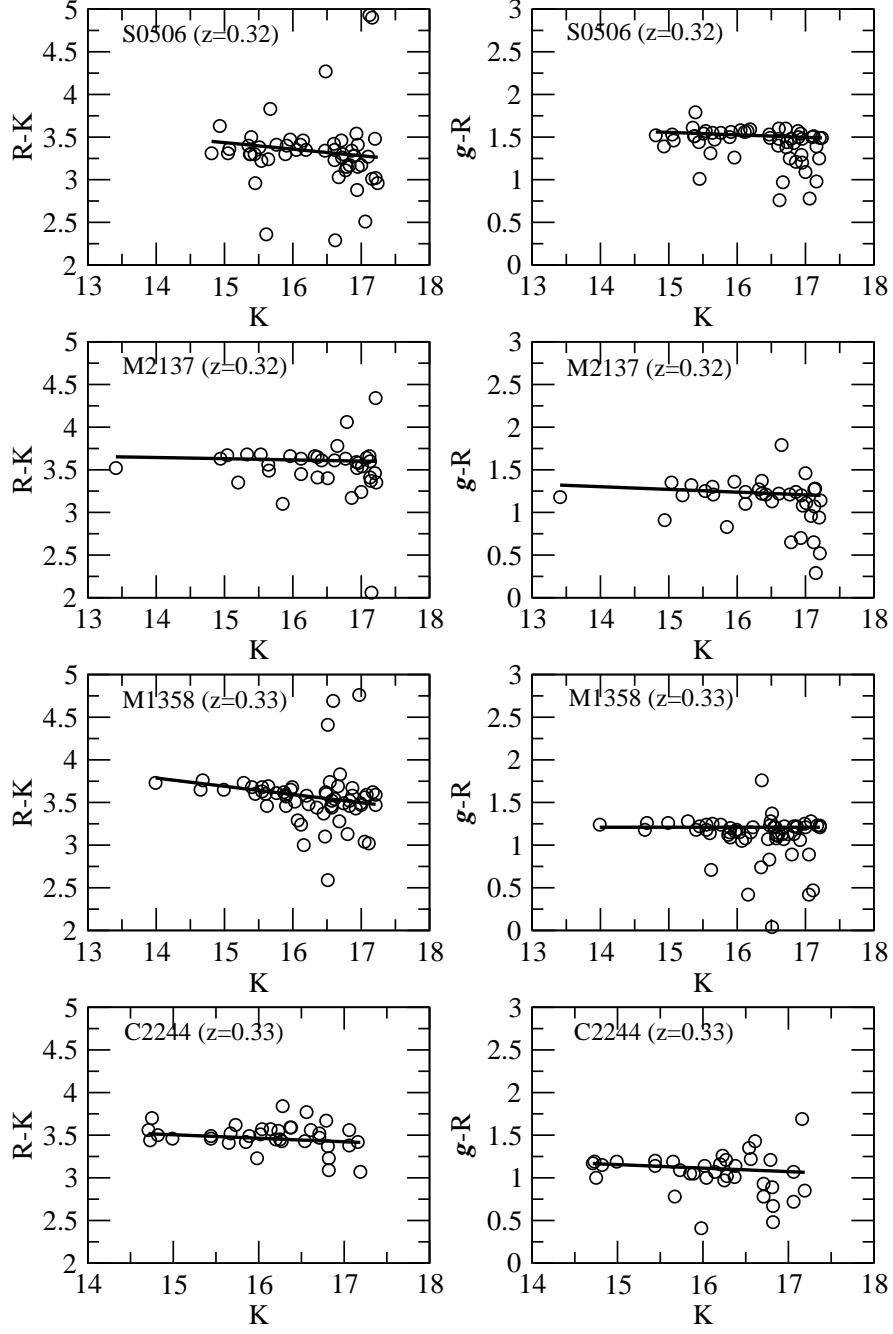 S0506 (z=0.32)
5
4.5
4
3.5
3
2.5
2
R-K
13 14 15 16 17 18
K
S0506 (z=0.32)
3
2.5
2
1.5
1
0.5
0
g-R
13 14 15 16 17 18
K
M2137 (z=0.32)
5
4.5
4
3.5
3
2.5
2
R-K
13 14 15 16 17 18
K
M2137 (z=0.32)
3
2.5
2
1.5
1
0.5
0
g-R
13 14 15 16 17 18
K
M1358 (z=0.33)
5
4.5
4
3.5
3
2.5
2
R-K
13 14 15 16 17 18
K
M1358 (z=0.33)
3
2.5
2
1.5
1
0.5
0
g-R
13 14 15 16 17 18
K
C2244 (z=0.33)
5
4.5
4
3.5
3
2.5
2
R-K
14 15 16 17 18
K
C2244 (z=0.33)
3
2.5
2
1.5
1
0.5
0
g-R
14 15 16 17 18
K